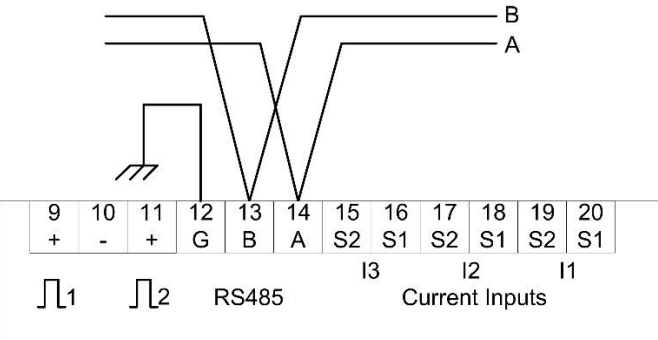 B
A
9 10 11 12 13 14 15 16 17 18 19 20
+ - + G B A S2 S1 S2 S1 S2 S1
I3 I2 I1
1 2 RS485 Current Inputs